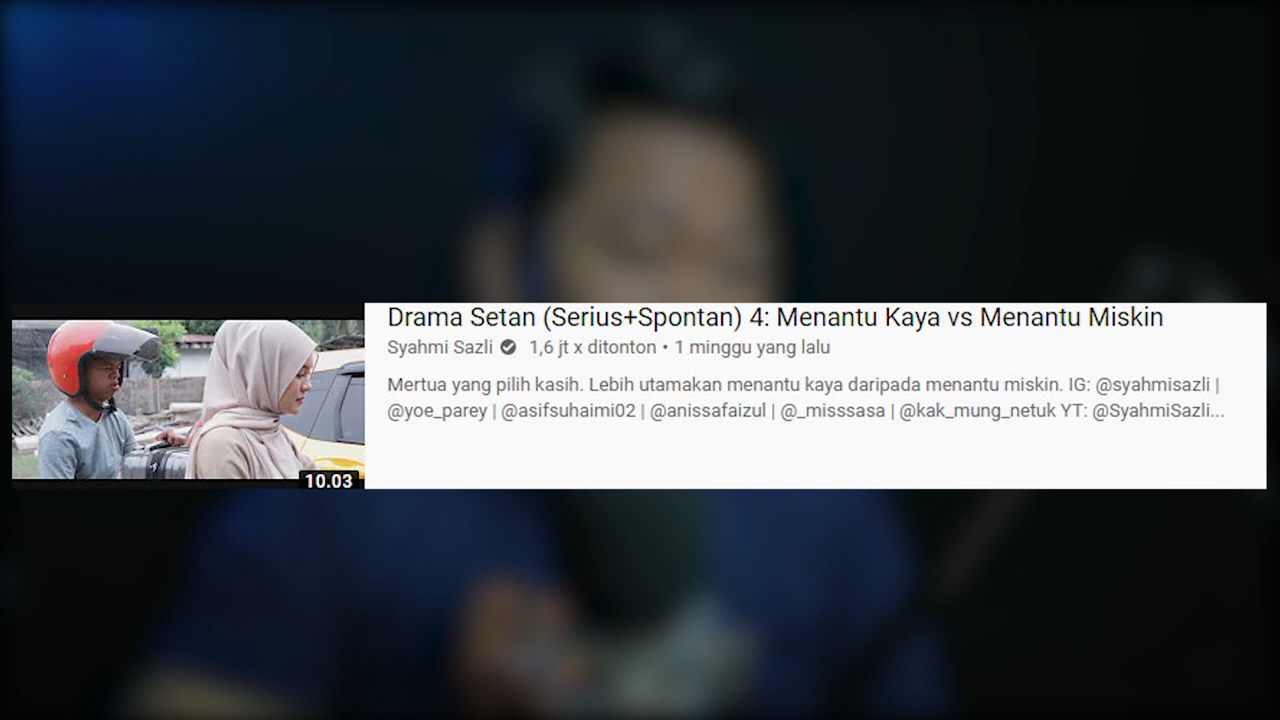 Drama Setan (Serius+Spontan) 4: Menantu Kaya vs Menantu Miskin
Syahmi Sazli 1,6 jt x ditonton • 1 minggu yang lalu
Mertua yang pilih kasih. Lebih utamakan menantu kaya daripada menantu miskin. IG: @syahmisazli |
@yoe_parey | @asifsuhaimi02 | @anissafaizul | @_misssasa | @kak_mung_netuk YT: @SyahmiSazli...
10.03